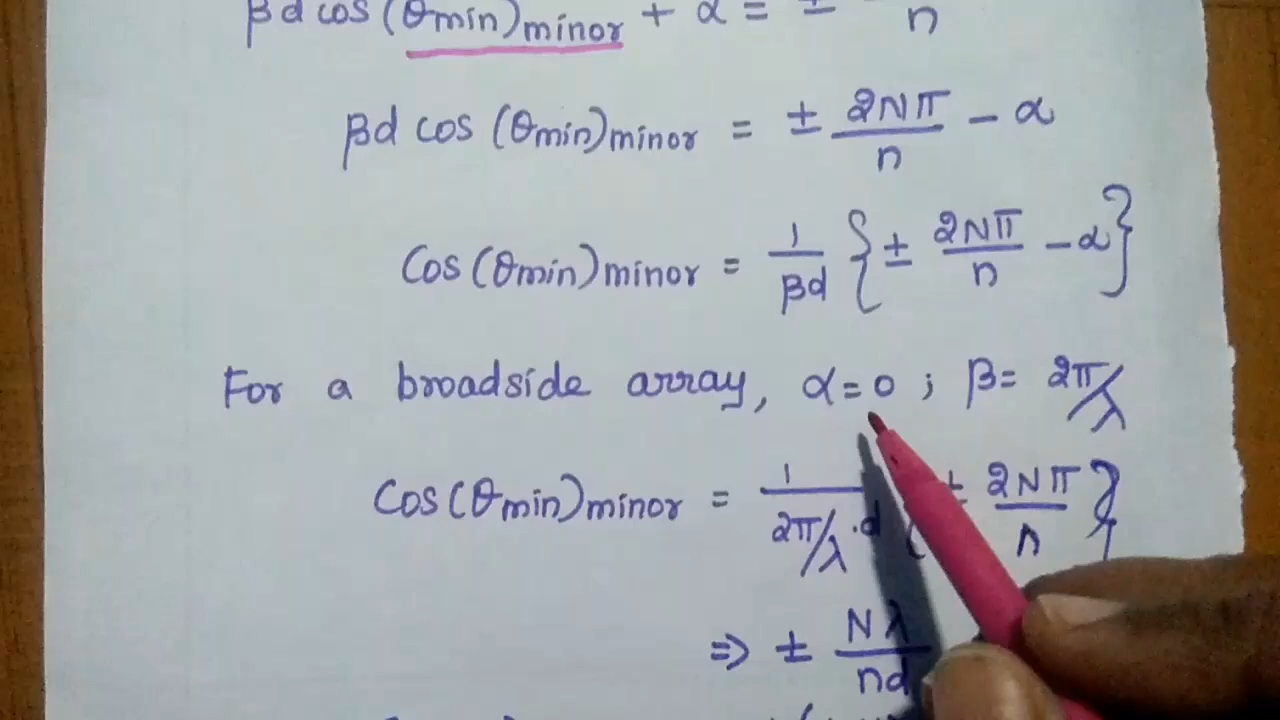 βd cos (θmin)minor + α = ± n
βd cos (θmin)minor = ± 2Nπ/n - α
Cos (θmin)minor = 1/βd {± 2Nπ/n - α}
For a broadside array, α=0 ; β= 2π/λ
Cos (θmin)minor = 1/2π/λ .d {± 2Nπ/n}
=> ± Nλ/nd